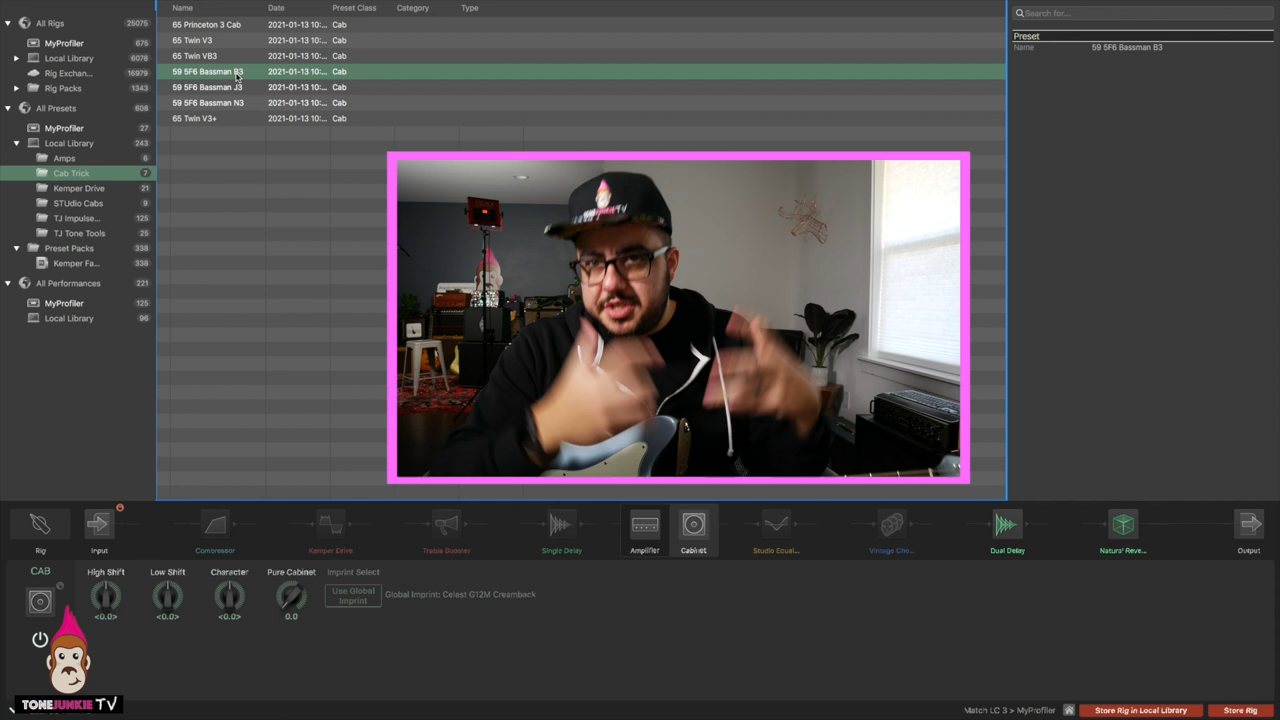 All Rigs 25075
MyProfiler 675
Local Library 6078
Rig Exchan... 16979
Rig Packs 1343
All Presets 608
MyProfiler 27
Local Library 243
Amps 6
Cab Trick 7
Kemper Drive 21
STUdio Cabs 9
TJ Impulse... 125
TJ Tone Tools 25
Preset Packs 338
Kemper Fa... 338
All Performances 221
MyProfiler 125
Local Library 96
Name Date Preset Class Category Type
65 Princeton 3 Cab 2021-01-13 10:... Cab
65 Twin V3 2021-01-13 10:... Cab
65 Twin VB3 2021-01-13 10:... Cab
59 5F6 Bassman B3 2021-01-13 10:... Cab
59 5F6 Bassman J3 2021-01-13 10:... Cab
59 5F6 Bassman N3 2021-01-13 10:... Cab
65 Twin V3+ 2021-01-13 10:... Cab
Search for...
Preset
Name 59 5F6 Bassman B3
Rig Input Compressor Kemper Drive Treble Booster Single Delay Amplifier Cabinet Studio Equal... Vintage Cho... Dual Delay Natural Reve... Output
CAB
High Shift Low Shift Character Pure Cabinet Imprint Select
Use Global Imprint Global Imprint: Celest G12M Creamback
<0.0> <0.0> <0.0> 0.0
TONEJUNKIE TV
Match LC 3 > MyProfiler Store Rig in Local Library Store Rig